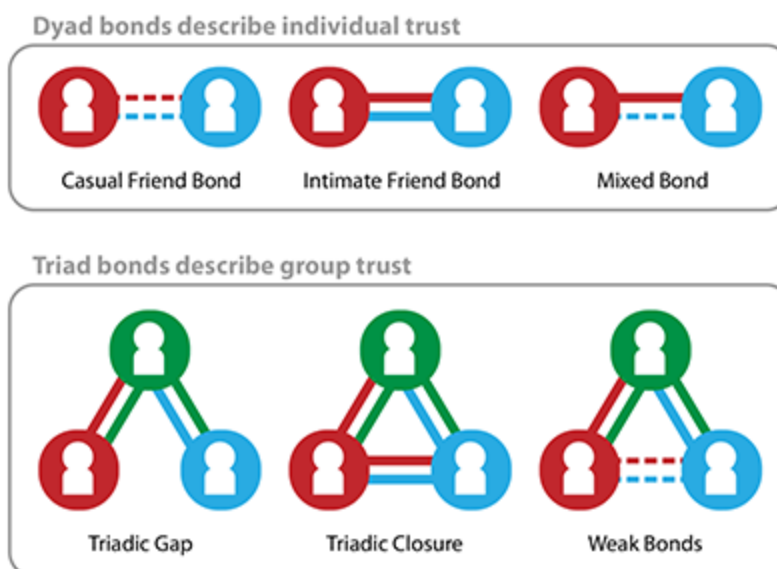 Dyad bonds describe individual trust
Casual Friend Bond
Intimate Friend Bond
Mixed Bond
Triad bonds describe group trust
Triadic Gap
Triadic Closure
Weak Bonds